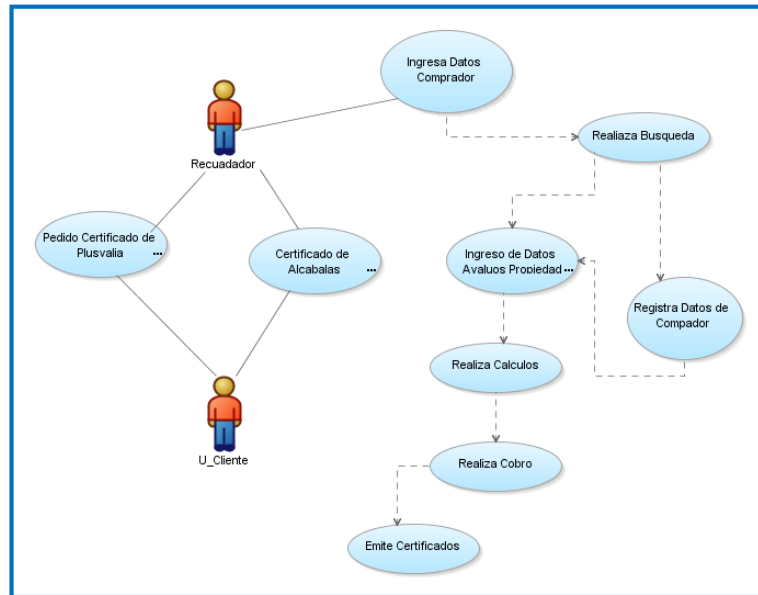 Ingresa Datos
Comprador
Realiaza Busqueda
Recuadador
Pedido Certificado de
Plusvalia
...
Certificado de
Alcabalas
...
Ingreso de Datos
Avaluos Propiedad
...
Registra Datos de
Compador
Realiza Calculos
U_Cliente
Realiza Cobro
Emite Certificados